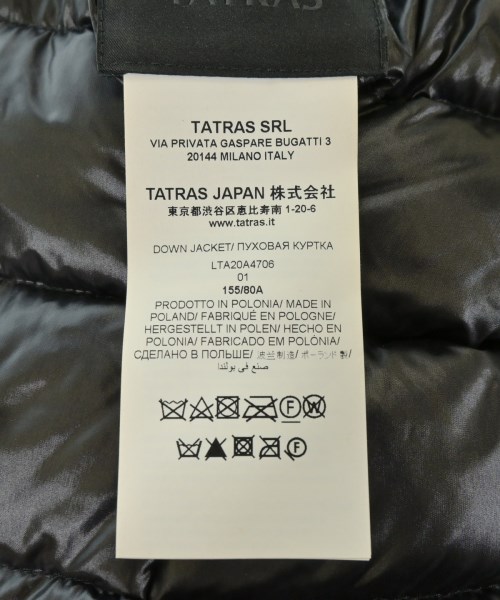 TATRAS
TATRAS SRL
VIA PRIVATA GASPARE BUGATTI 3
20144 MILANO ITALY
TATRAS JAPAN 株式会社
東京都渋谷区恵比寿南 1-20-6
www.tatras.it
DOWN JACKET/ ПУХОВАЯ КУРТКА
LTA20A4706
01
155/80A
PRODOTTO IN POLONIA/ MADE IN
POLAND/ FABRIQUÉ EN POLOGNE/
HERGESTELLT IN POLEN/ HECHO EN
POLONIA/ FABRICADO EM POLÓNIA/
СДЕЛАНО В ПОЛЬШЕ/ 波兰制造/ ポーランド製/
صنع في بولندا
F W
F